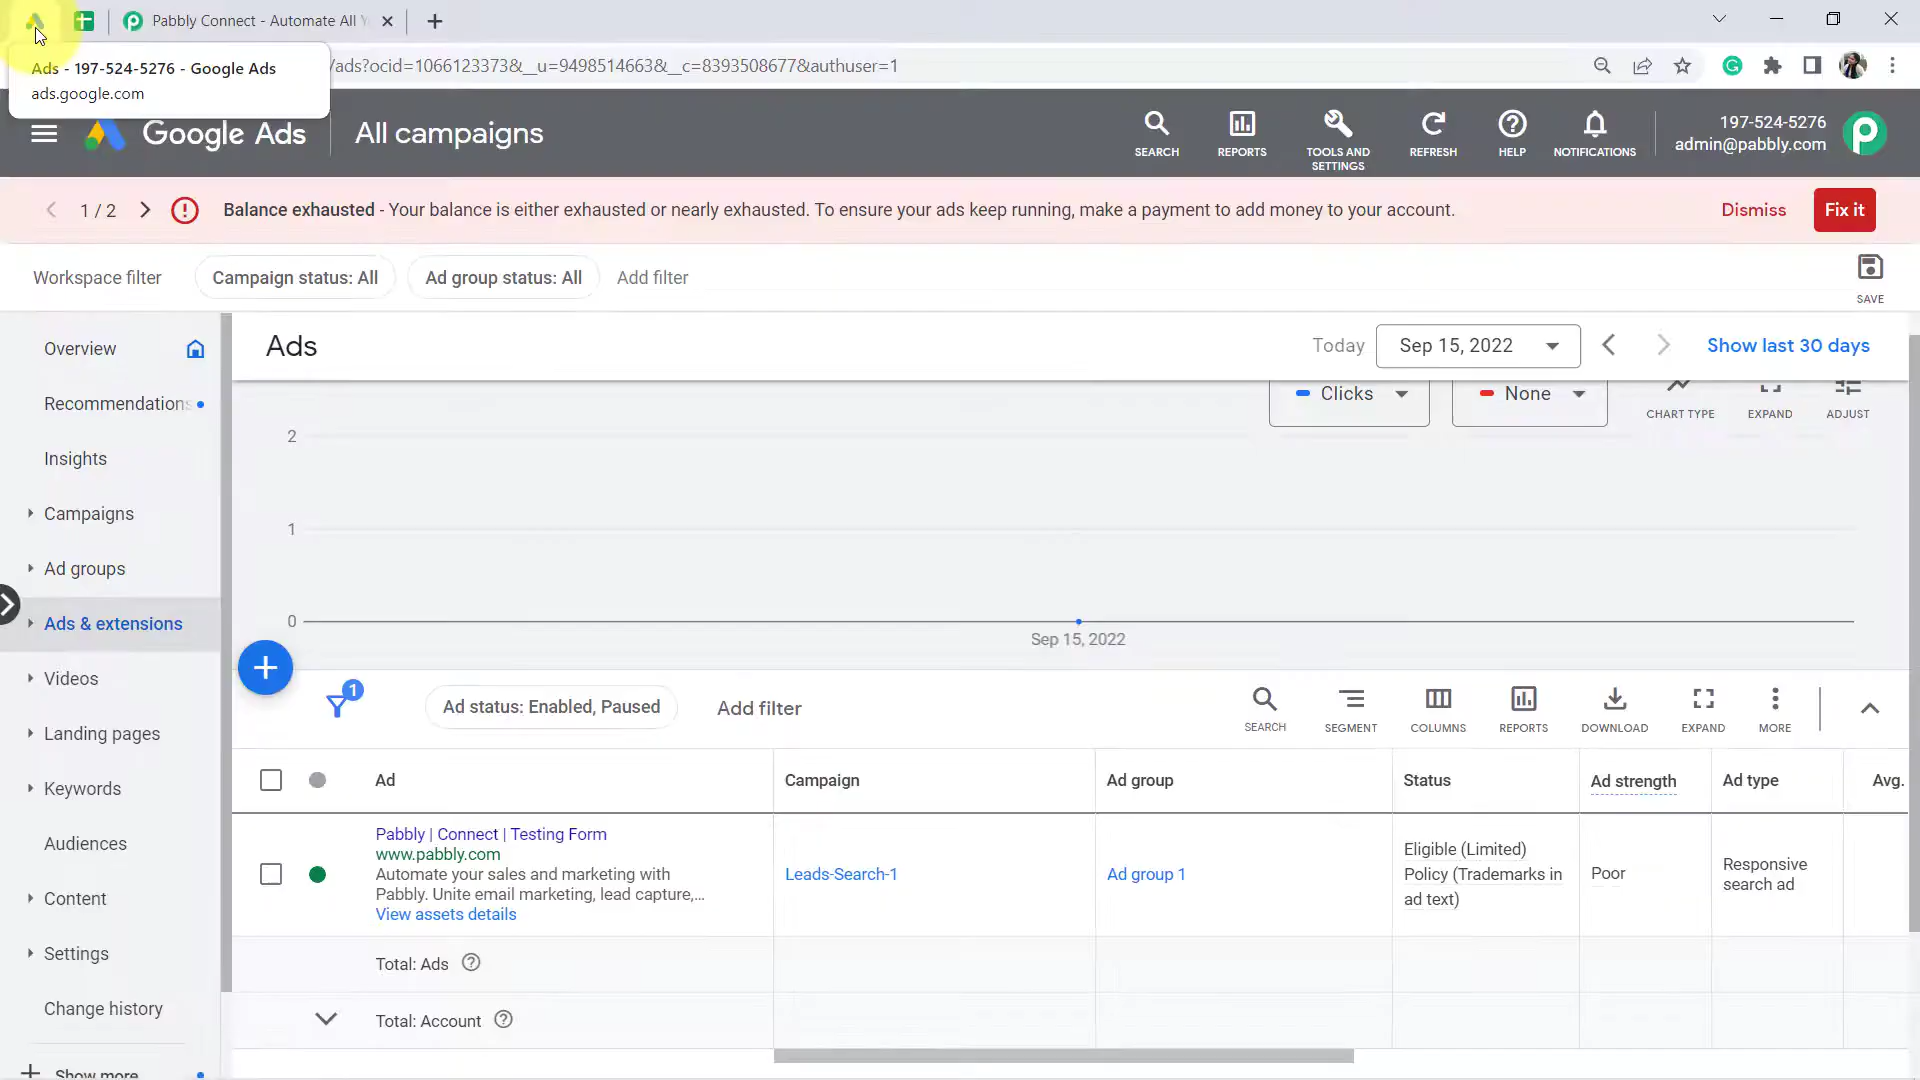 Pabbly Connect - Automate All Y
Ads - 197-524-5276 - Google Ads
ads.google.com
/ads?ocid=1066123373&__u=9498514663&__c=8393508677&authuser=1
Google Ads
All campaigns
SEARCH
REPORTS
TOOLS AND
SETTINGS
REFRESH
HELP
NOTIFICATIONS
197-524-5276
admin@pabbly.com
1 / 2
Balance exhausted - Your balance is either exhausted or nearly exhausted. To ensure your ads keep running, make a payment to add money to your account.
Dismiss
Fix it
Workspace filter
Campaign status: All
Ad group status: All
Add filter
SAVE
Overview
Recommendations
Insights
Campaigns
Ad groups
Ads & extensions
Videos
Landing pages
Keywords
Audiences
Content
Settings
Change history
Show more
Ads
Today
Sep 15, 2022
Show last 30 days
Clicks
None
CHART TYPE
EXPAND
ADJUST
2
1
0
Sep 15, 2022
1
Ad status: Enabled, Paused
Add filter
SEARCH
SEGMENT
COLUMNS
REPORTS
DOWNLOAD
EXPAND
MORE
Ad
Campaign
Ad group
Status
Ad strength
Ad type
Avg.
Pabbly | Connect | Testing Form
www.pabbly.com
Automate your sales and marketing with
Pabbly. Unite email marketing, lead capture,...
View assets details
Leads-Search-1
Ad group 1
Eligible (Limited)
Policy (Trademarks in
ad text)
Poor
Responsive
search ad
Total: Ads
Total: Account